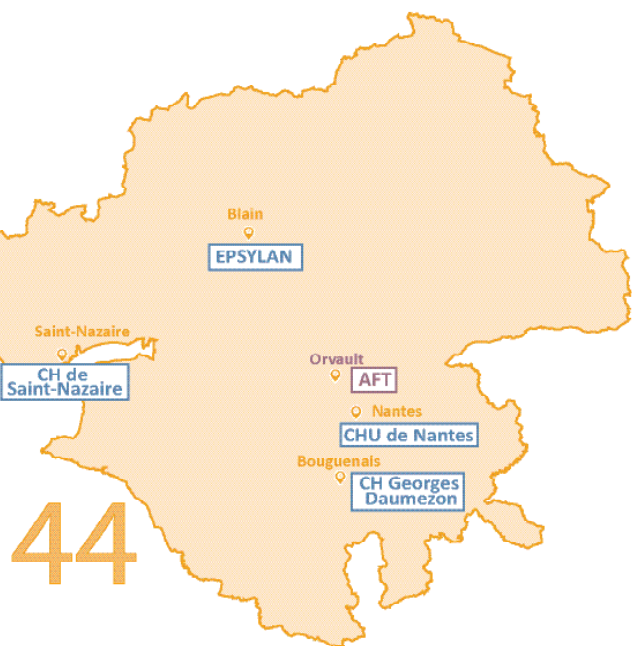 Blain
EPSYLAN
Saint-Nazaire
CH de
Saint-Nazaire
Orvault
AFT
Nantes
CHU de Nantes
Bouguenais
CH Georges
Daumezon
44